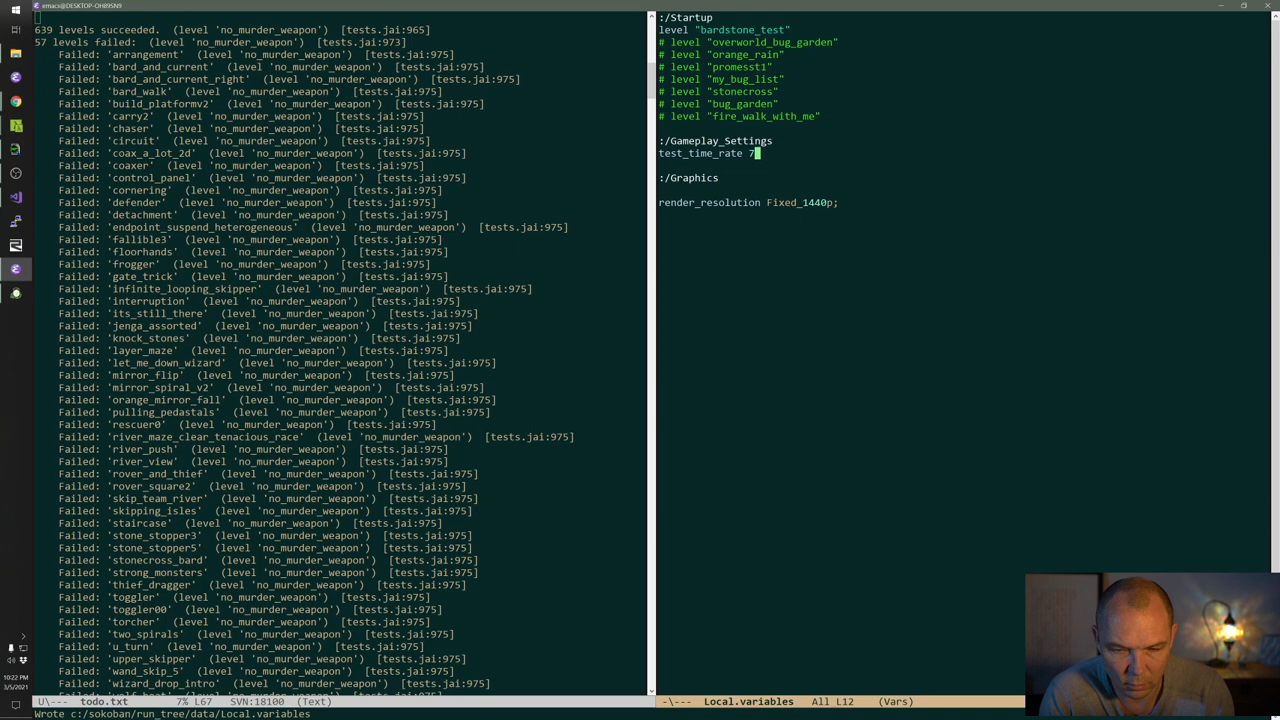 emacs@DESKTOP-OH89SN9
639 levels succeeded.  (level 'no_murder_weapon')  [tests.jai:965]
57 levels failed:  (level 'no_murder_weapon')  [tests.jai:973]
Failed: 'arrangement'  (level 'no_murder_weapon')  [tests.jai:975]
Failed: 'bard_and_current'  (level 'no_murder_weapon')  [tests.jai:975]
Failed: 'bard_and_current_right'  (level 'no_murder_weapon')  [tests.jai:975]
Failed: 'bard_walk'  (level 'no_murder_weapon')  [tests.jai:975]
Failed: 'build_platformv2'  (level 'no_murder_weapon')  [tests.jai:975]
Failed: 'carry2'  (level 'no_murder_weapon')  [tests.jai:975]
Failed: 'chaser'  (level 'no_murder_weapon')  [tests.jai:975]
Failed: 'circuit'  (level 'no_murder_weapon')  [tests.jai:975]
Failed: 'coax_a_lot_2d'  (level 'no_murder_weapon')  [tests.jai:975]
Failed: 'coaxer'  (level 'no_murder_weapon')  [tests.jai:975]
Failed: 'control_panel'  (level 'no_murder_weapon')  [tests.jai:975]
Failed: 'cornering'  (level 'no_murder_weapon')  [tests.jai:975]
Failed: 'defender'  (level 'no_murder_weapon')  [tests.jai:975]
Failed: 'detachment'  (level 'no_murder_weapon')  [tests.jai:975]
Failed: 'endpoint_suspend_heterogeneous'  (level 'no_murder_weapon')  [tests.jai:975]
Failed: 'fallible3'  (level 'no_murder_weapon')  [tests.jai:975]
Failed: 'floorhands'  (level 'no_murder_weapon')  [tests.jai:975]
Failed: 'frogger'  (level 'no_murder_weapon')  [tests.jai:975]
Failed: 'gate_trick'  (level 'no_murder_weapon')  [tests.jai:975]
Failed: 'infinite_looping_skipper'  (level 'no_murder_weapon')  [tests.jai:975]
Failed: 'interruption'  (level 'no_murder_weapon')  [tests.jai:975]
Failed: 'its_still_there'  (level 'no_murder_weapon')  [tests.jai:975]
Failed: 'jenga_assorted'  (level 'no_murder_weapon')  [tests.jai:975]
Failed: 'knock_stones'  (level 'no_murder_weapon')  [tests.jai:975]
Failed: 'layer_maze'  (level 'no_murder_weapon')  [tests.jai:975]
Failed: 'let_me_down_wizard'  (level 'no_murder_weapon')  [tests.jai:975]
Failed: 'mirror_flip'  (level 'no_murder_weapon')  [tests.jai:975]
Failed: 'mirror_spiral_v2'  (level 'no_murder_weapon')  [tests.jai:975]
Failed: 'orange_mirror_fall'  (level 'no_murder_weapon')  [tests.jai:975]
Failed: 'pulling_pedastals'  (level 'no_murder_weapon')  [tests.jai:975]
Failed: 'rescuer0'  (level 'no_murder_weapon')  [tests.jai:975]
Failed: 'river_maze_clear_tenacious_race'  (level 'no_murder_weapon')  [tests.jai:975]
Failed: 'river_push'  (level 'no_murder_weapon')  [tests.jai:975]
Failed: 'river_view'  (level 'no_murder_weapon')  [tests.jai:975]
Failed: 'rover_and_thief'  (level 'no_murder_weapon')  [tests.jai:975]
Failed: 'rover_square2'  (level 'no_murder_weapon')  [tests.jai:975]
Failed: 'skip_team_river'  (level 'no_murder_weapon')  [tests.jai:975]
Failed: 'skipping_isles'  (level 'no_murder_weapon')  [tests.jai:975]
Failed: 'staircase'  (level 'no_murder_weapon')  [tests.jai:975]
Failed: 'stone_stopper3'  (level 'no_murder_weapon')  [tests.jai:975]
Failed: 'stone_stopper5'  (level 'no_murder_weapon')  [tests.jai:975]
Failed: 'stonecross_bard'  (level 'no_murder_weapon')  [tests.jai:975]
Failed: 'strong_monsters'  (level 'no_murder_weapon')  [tests.jai:975]
Failed: 'thief_dragger'  (level 'no_murder_weapon')  [tests.jai:975]
Failed: 'toggler'  (level 'no_murder_weapon')  [tests.jai:975]
Failed: 'toggler00'  (level 'no_murder_weapon')  [tests.jai:975]
Failed: 'torcher'  (level 'no_murder_weapon')  [tests.jai:975]
Failed: 'two_spirals'  (level 'no_murder_weapon')  [tests.jai:975]
Failed: 'u_turn'  (level 'no_murder_weapon')  [tests.jai:975]
Failed: 'upper_skipper'  (level 'no_murder_weapon')  [tests.jai:975]
Failed: 'wand_skip_5'  (level 'no_murder_weapon')  [tests.jai:975]
Failed: 'wizard_drop_intro'  (level 'no_murder_weapon')  [tests.jai:975]
U\---  todo.txt  7% L67  SVN:18100  (Text)
Wrote c:/sokoban/run_tree/data/Local.variables
:/Startup
level "bardstone_test"
# level "overworld_bug_garden"
# level "orange_rain"
# level "promesst1"
# level "my_bug_list"
# level "stonecross"
# level "bug_garden"
# level "fire_walk_with_me"
:/Gameplay_Settings
test_time_rate 7
:/Graphics
render_resolution Fixed_1440p;
-\---  Local.variables  All L12  (Vars)
10:22 PM
3/5/2021